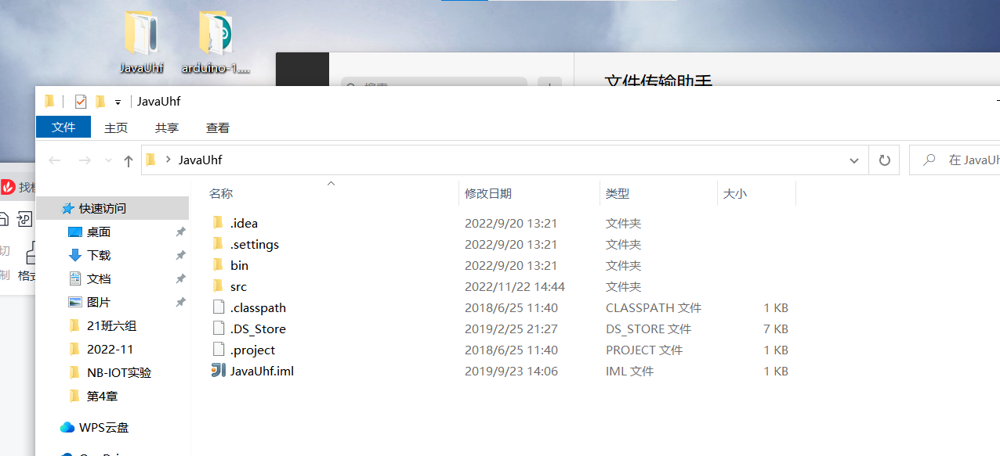 JavaUhf
arduino-1....
搜索
文件传输助手
JavaUhf
文件 主页 共享 查看
JavaUhf
在 JavaUh
名称 修改日期 类型 大小
.idea 2022/9/20 13:21 文件夹
.settings 2022/9/20 13:21 文件夹
bin 2022/9/20 13:21 文件夹
src 2022/11/22 14:44 文件夹
.classpath 2018/6/25 11:40 CLASSPATH 文件 1 KB
.DS_Store 2019/2/25 21:27 DS_STORE 文件 7 KB
.project 2018/6/25 11:40 PROJECT 文件 1 KB
JavaUhf.iml 2019/9/23 14:06 IML 文件 1 KB
快速访问
桌面
下载
文档
图片
21班六组
2022-11
NB-IOT实验
第4章
WPS云盘
找
切
制 格式